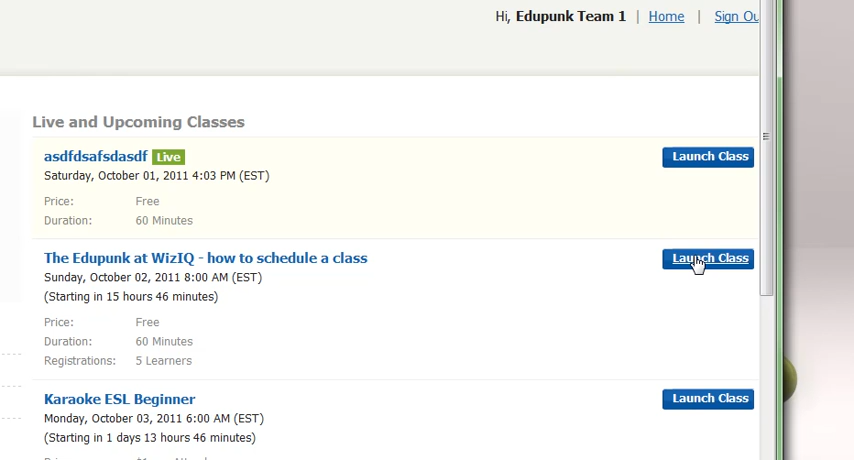 Hi, Edupunk Team 1 | Home | Sign Ou
Live and Upcoming Classes
asdfdsafsdasdf Live Launch Class
Saturday, October 01, 2011 4:03 PM (EST)
Price: Free
Duration: 60 Minutes
The Edupunk at WizIQ - how to schedule a class Launch Class
Sunday, October 02, 2011 8:00 AM (EST)
(Starting in 15 hours 46 minutes)
Price: Free
Duration: 60 Minutes
Registrations: 5 Learners
Karaoke ESL Beginner Launch Class
Monday, October 03, 2011 6:00 AM (EST)
(Starting in 1 days 13 hours 46 minutes)